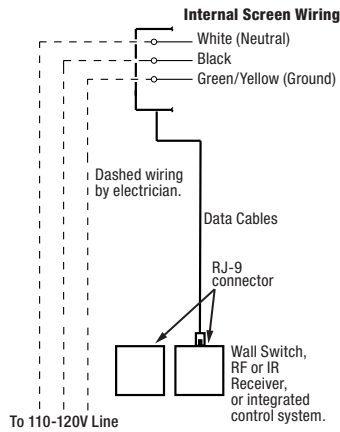 Internal Screen Wiring
White (Neutral)
Black
Green/Yellow (Ground)
Dashed wiring
by electrician.
Data Cables
RJ-9
connector
Wall Switch,
RF or IR
Receiver,
or integrated
control system.
To 110-120V Line